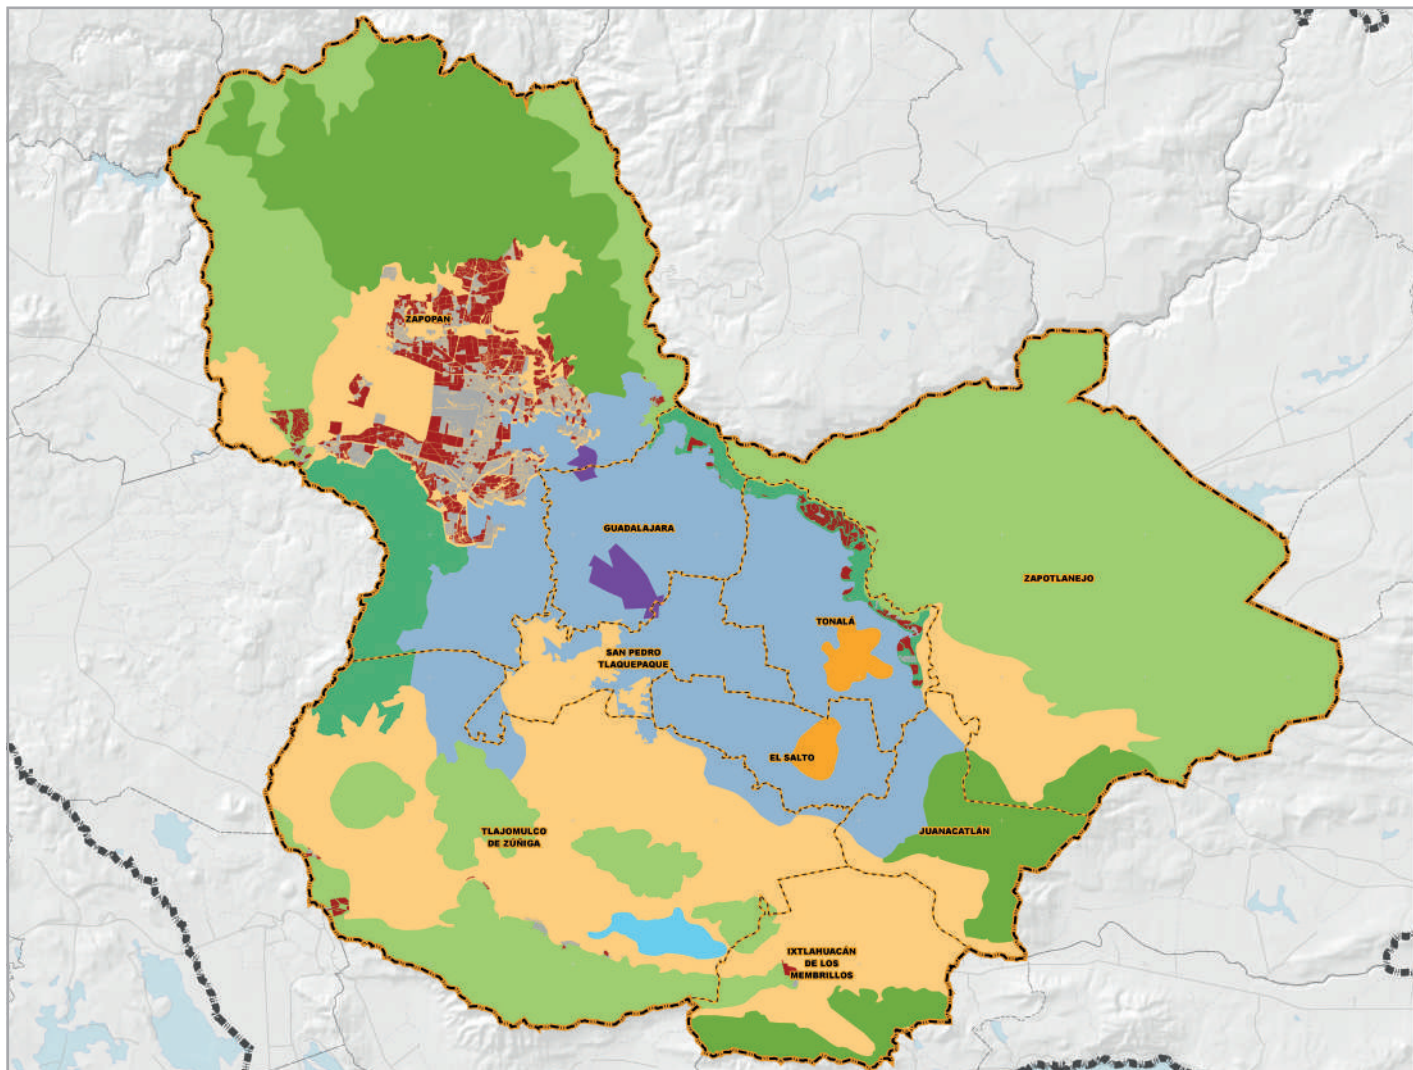 ZAPOPAN
GUADALAJARA
ZAPOTLANEJO
TONALÁ
SAN PEDRO
TLAQUEPAQUE
EL SALTO
TLAJOMULCO
DE ZÚÑIGA
JUANACATLÁN
IXTLAHUACÁN
DE LOS
MEMBRILLOS